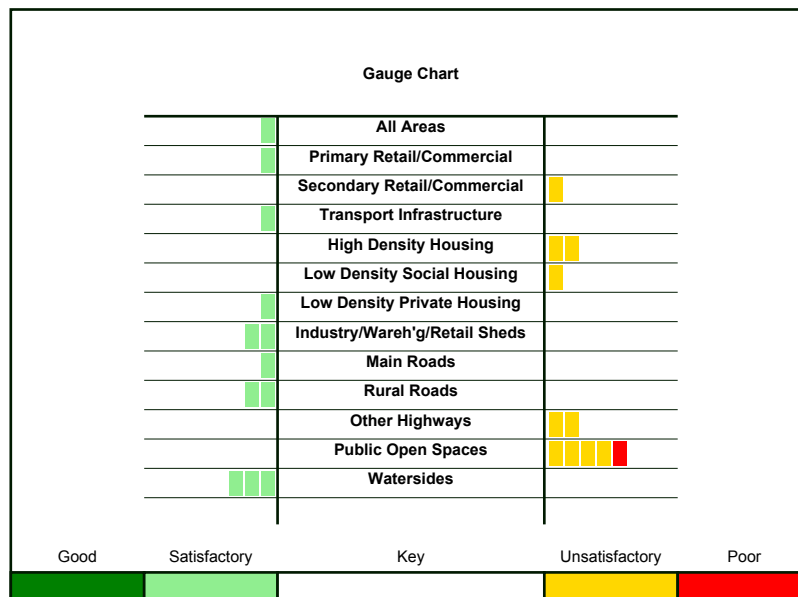 Gauge Chart
All Areas
Primary Retail/Commercial
Secondary Retail/Commercial
Transport Infrastructure
High Density Housing
Low Density Social Housing
Low Density Private Housing
Industry/Wareh'g/Retail Sheds
Main Roads
Rural Roads
Other Highways
Public Open Spaces
Watersides
Good Satisfactory Key Unsatisfactory Poor